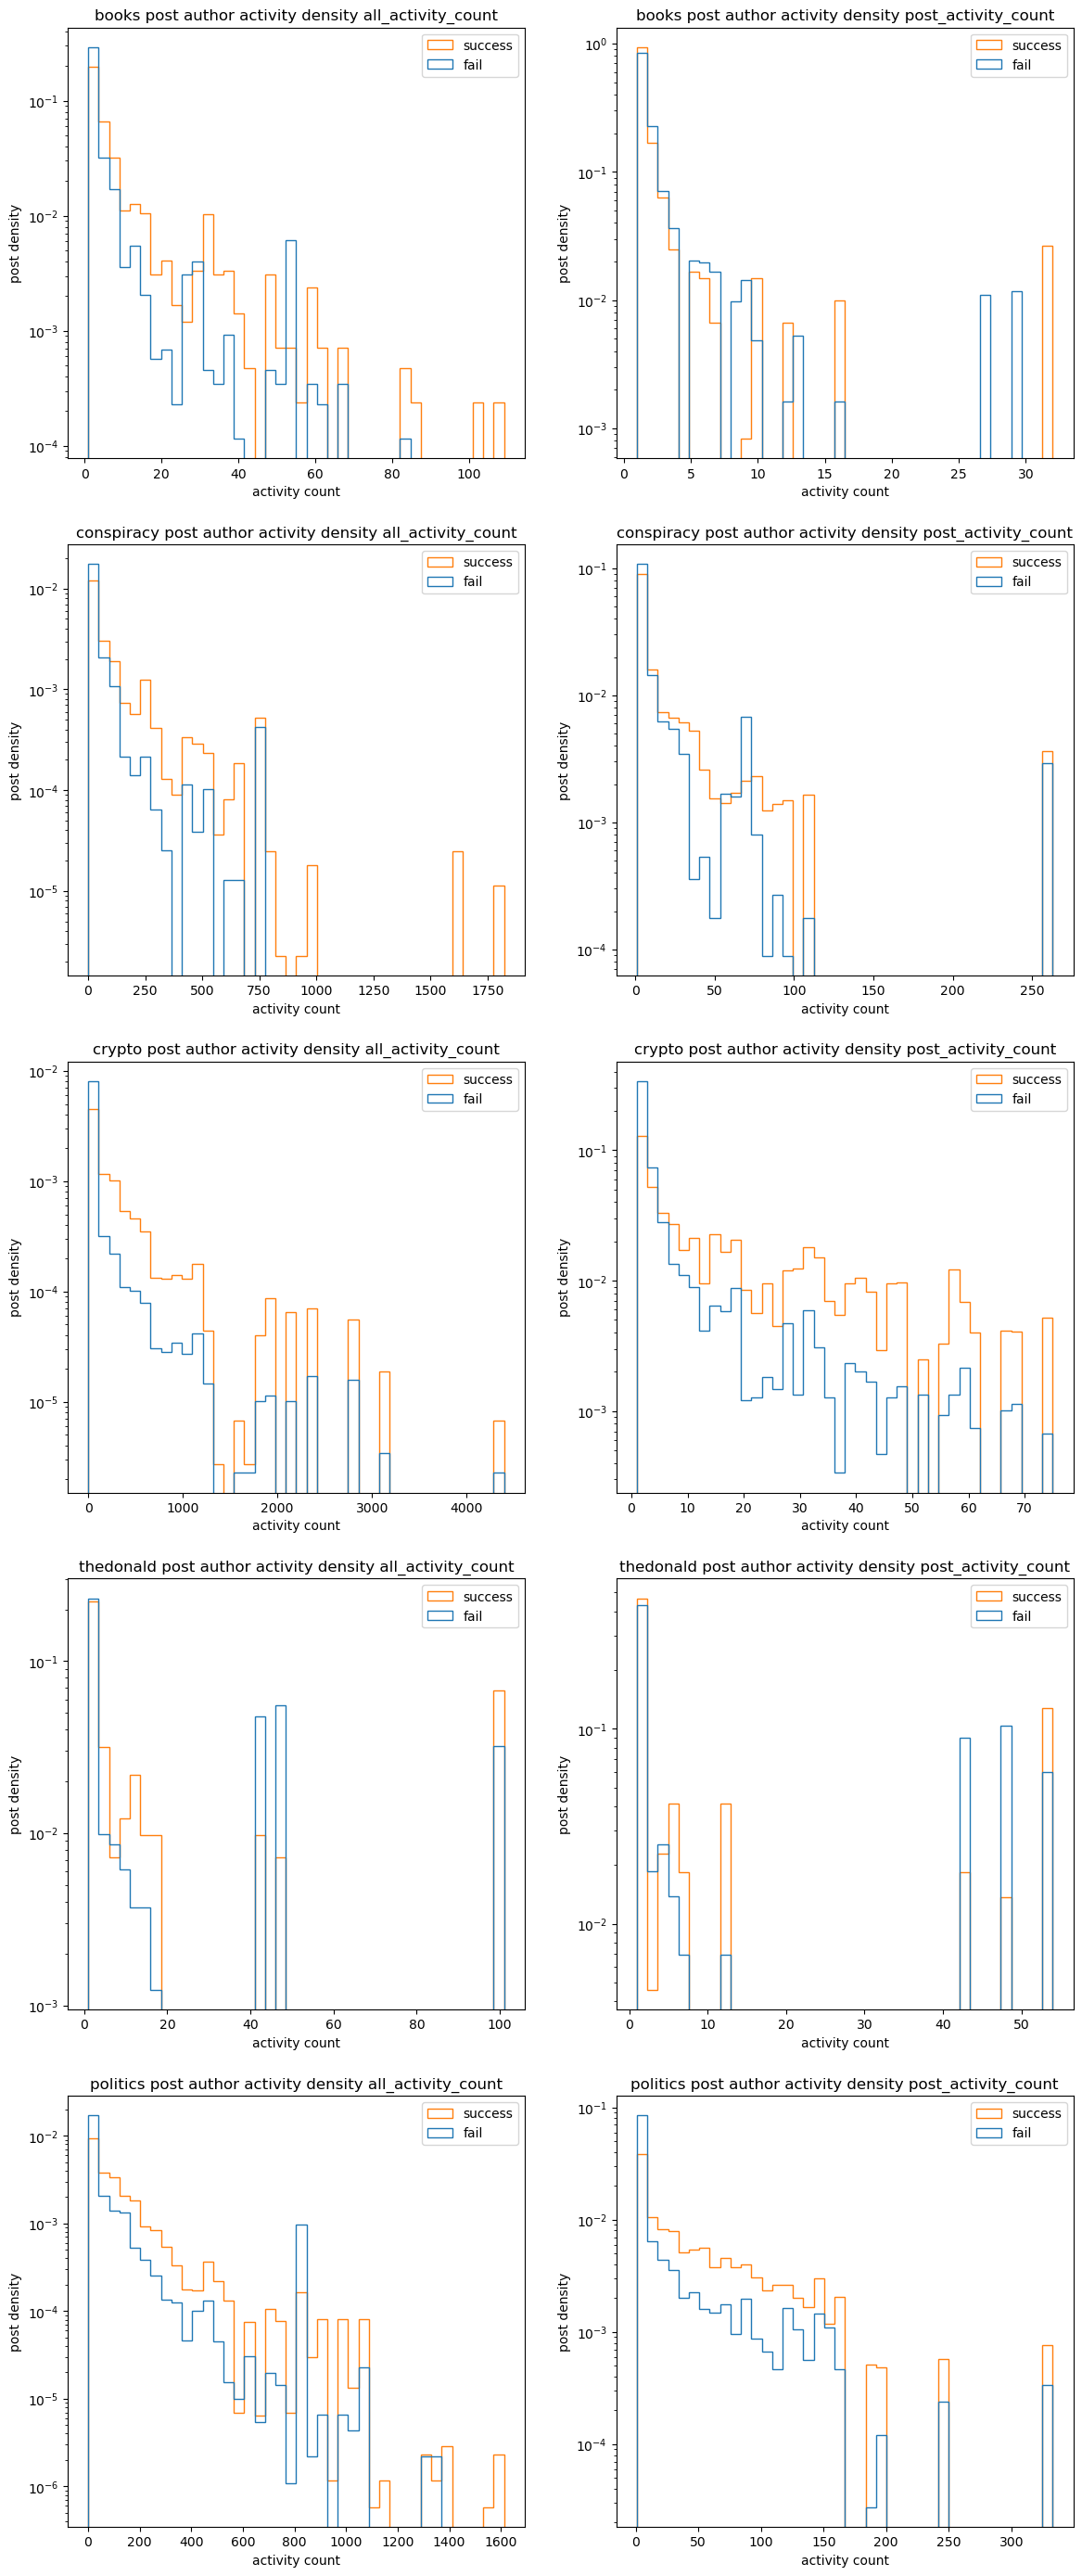 books post author activity density all_activity_count
success
fail
10⁻¹
10⁻²
10⁻³
10⁻⁴
post density
0 20 40 60 80 100
activity count
books post author activity density post_activity_count
success
fail
10⁰
10⁻¹
10⁻²
10⁻³
post density
0 5 10 15 20 25 30
activity count
conspiracy post author activity density all_activity_count
success
fail
10⁻²
10⁻³
10⁻⁴
10⁻⁵
post density
0 250 500 750 1000 1250 1500 1750
activity count
conspiracy post author activity density post_activity_count
success
fail
10⁻¹
10⁻²
10⁻³
10⁻⁴
post density
0 50 100 150 200 250
activity count
crypto post author activity density all_activity_count
success
fail
10⁻²
10⁻³
10⁻⁴
10⁻⁵
post density
0 1000 2000 3000 4000
activity count
crypto post author activity density post_activity_count
success
fail
10⁻¹
10⁻²
10⁻³
post density
0 10 20 30 40 50 60 70
activity count
thedonald post author activity density all_activity_count
success
fail
10⁻¹
10⁻²
10⁻³
post density
0 20 40 60 80 100
activity count
thedonald post author activity density post_activity_count
success
fail
10⁻¹
10⁻²
post density
0 10 20 30 40 50
activity count
politics post author activity density all_activity_count
success
fail
10⁻²
10⁻³
10⁻⁴
10⁻⁵
10⁻⁶
post density
0 200 400 600 800 1000 1200 1400 1600
activity count
politics post author activity density post_activity_count
success
fail
10⁻¹
10⁻²
10⁻³
10⁻⁴
post density
0 50 100 150 200 250 300
activity count